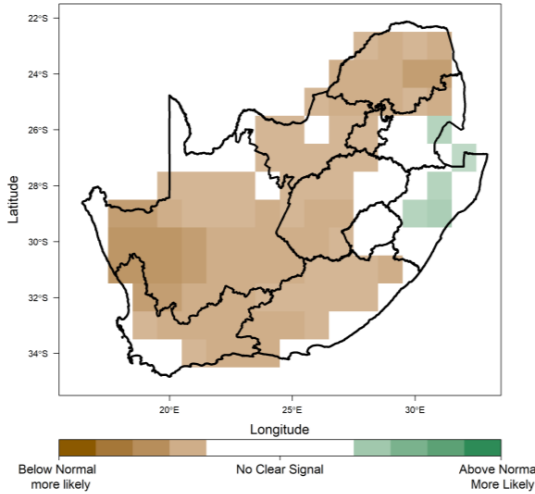 22°S
24°S
26°S
28°S
30°S
32°S
34°S
Latitude
20°E 25°E 30°E
Longitude
Below Normal No Clear Signal Above Normal
more likely More Likely